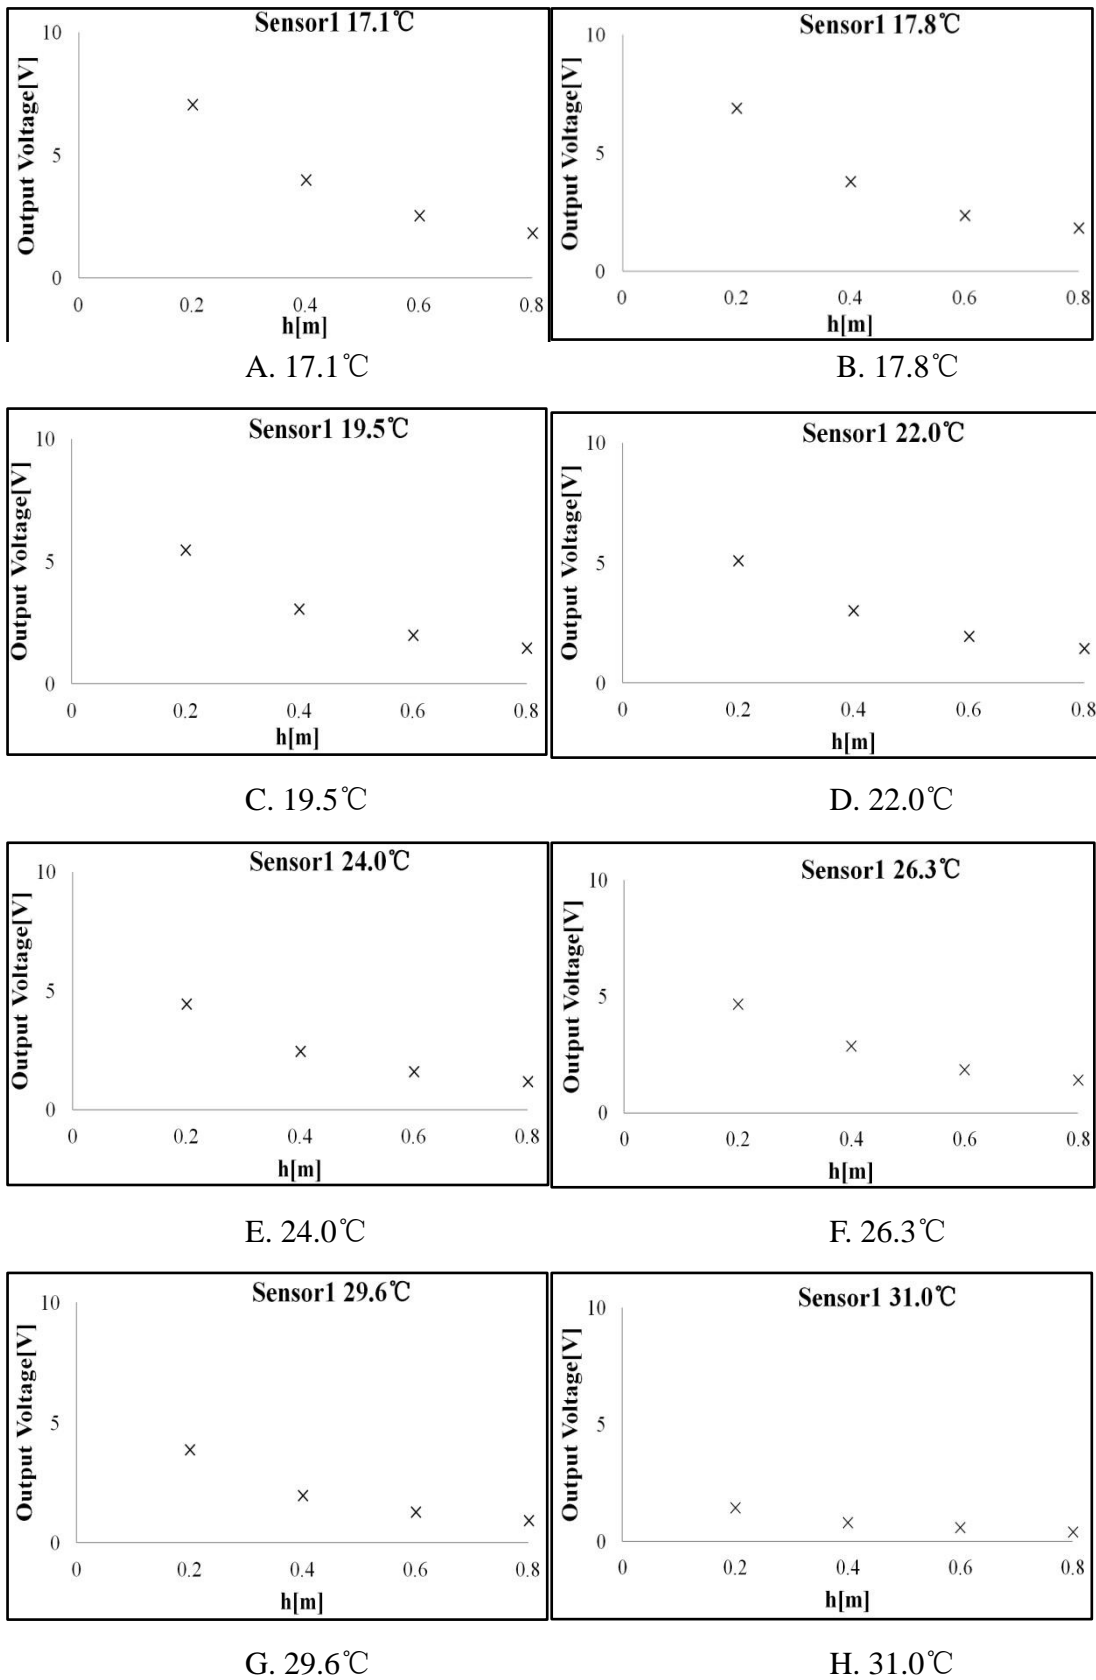 Sensor1 17.1℃
Output Voltage[V]
10
5
0
0 0.2 0.4 0.6 0.8
h[m]
A. 17.1℃
Sensor1 17.8℃
Output Voltage[V]
10
5
0
0 0.2 0.4 0.6 0.8
h[m]
B. 17.8℃
Sensor1 19.5℃
Output Voltage[V]
10
5
0
0 0.2 0.4 0.6 0.8
h[m]
C. 19.5℃
Sensor1 22.0℃
Output Voltage[V]
10
5
0
0 0.2 0.4 0.6 0.8
h[m]
D. 22.0℃
Sensor1 24.0℃
Output Voltage[V]
10
5
0
0 0.2 0.4 0.6 0.8
h[m]
E. 24.0℃
Sensor1 26.3℃
Output Voltage[V]
10
5
0
0 0.2 0.4 0.6 0.8
h[m]
F. 26.3℃
Sensor1 29.6℃
Output Voltage[V]
10
5
0
0 0.2 0.4 0.6 0.8
h[m]
G. 29.6℃
Sensor1 31.0℃
Output Voltage[V]
10
5
0
0 0.2 0.4 0.6 0.8
h[m]
H. 31.0℃